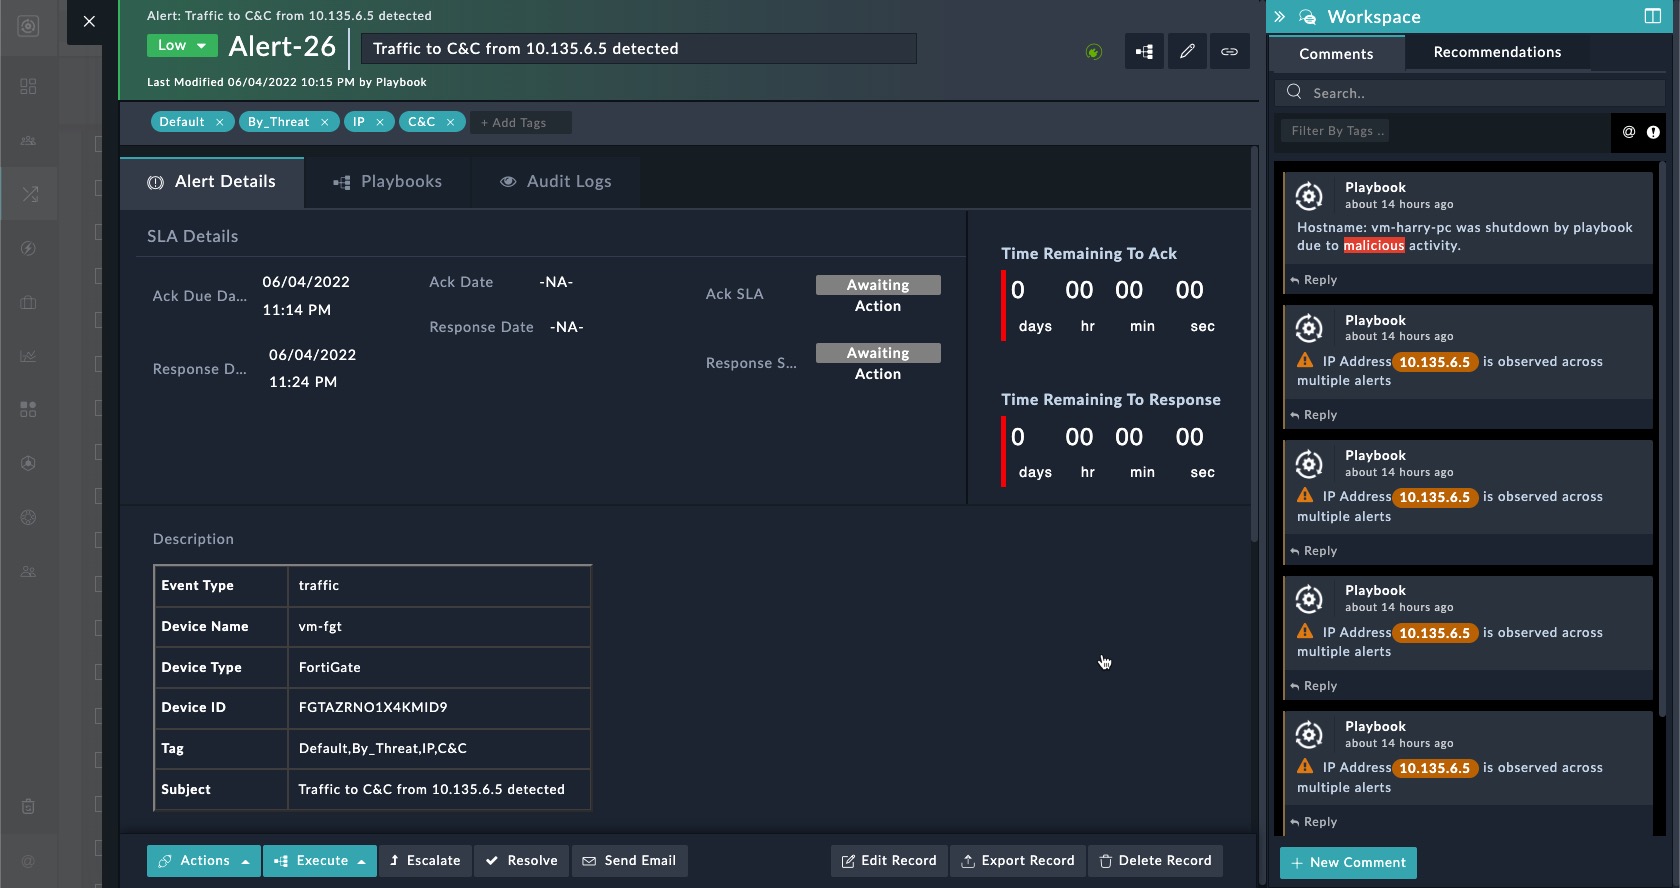 Alert: Traffic to C&C from 10.135.6.5 detected
Low
Alert-26
Traffic to C&C from 10.135.6.5 detected
Last Modified 06/04/2022 10:15 PM by Playbook
Default × By_Threat × IP × C&C × + Add Tags
Alert Details
Playbooks
Audit Logs
SLA Details
Ack Due Da...
06/04/2022
11:14 PM
Ack Date -NA-
Ack SLA
Awaiting
Action
Response Date -NA-
Response D...
06/04/2022
11:24 PM
Response S...
Awaiting
Action
Time Remaining To Ack
0 00 00 00
days hr min sec
Time Remaining To Response
0 00 00 00
days hr min sec
Description
Event Type traffic
Device Name vm-fgt
Device Type FortiGate
Device ID FGTAZRNO1X4KMID9
Tag Default,By_Threat,IP,C&C
Subject Traffic to C&C from 10.135.6.5 detected
Actions Execute Escalate Resolve Send Email Edit Record Export Record Delete Record
Workspace
Comments
Recommendations
Search..
Filter By Tags ..
@
Playbook
about 14 hours ago
Hostname: vm-harry-pc was shutdown by playbook
due to malicious activity.
Reply
Playbook
about 14 hours ago
IP Address 10.135.6.5 is observed across
multiple alerts
Reply
Playbook
about 14 hours ago
IP Address 10.135.6.5 is observed across
multiple alerts
Reply
Playbook
about 14 hours ago
IP Address 10.135.6.5 is observed across
multiple alerts
Reply
Playbook
about 14 hours ago
IP Address 10.135.6.5 is observed across
multiple alerts
Reply
+ New Comment